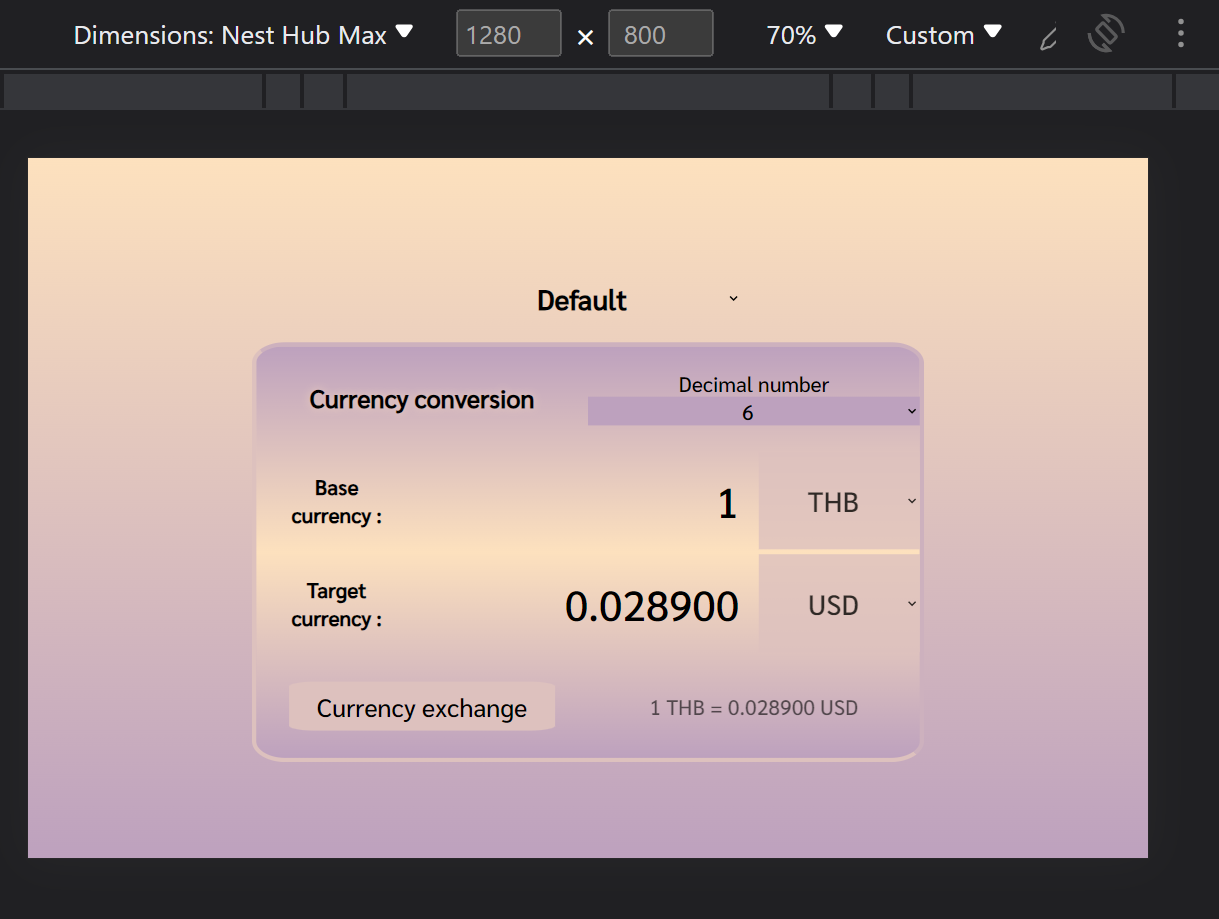 Dimensions: Nest Hub Max 1280 × 800 70% Custom
Default
Currency conversion
Decimal number
6
Base
currency :
1
THB
Target
currency :
0.028900
USD
Currency exchange
1 THB = 0.028900 USD